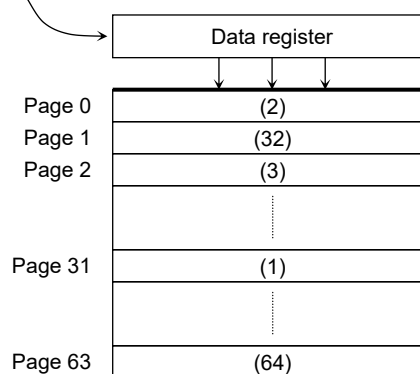 Data register
Page 0 (2)
Page 1 (32)
Page 2 (3)
Page 31 (1)
Page 63 (64)